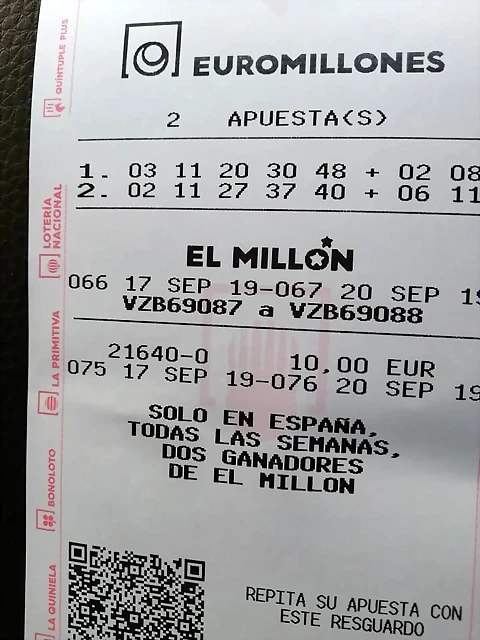 EUROMILLONES
2 APUESTA(S)
1. 03 11 20 30 48 + 02 08
2. 02 11 27 37 40 + 06 11
EL MILLÓN
066 17 SEP 19-067 20 SEP 19
VZB69087 a VZB69088
21640-0 10,00 EUR
075 17 SEP 19-076 20 SEP 19
SOLO EN ESPAÑA,
TODAS LAS SEMANAS,
DOS GANADORES
DE EL MILLON
REPITA SU APUESTA CON
ESTE RESGUARDO
QUÍNTUPLE PLUS
LOTERÍA
NACIONAL
LA PRIMITIVA
BONOLOTO
LA QUINIELA